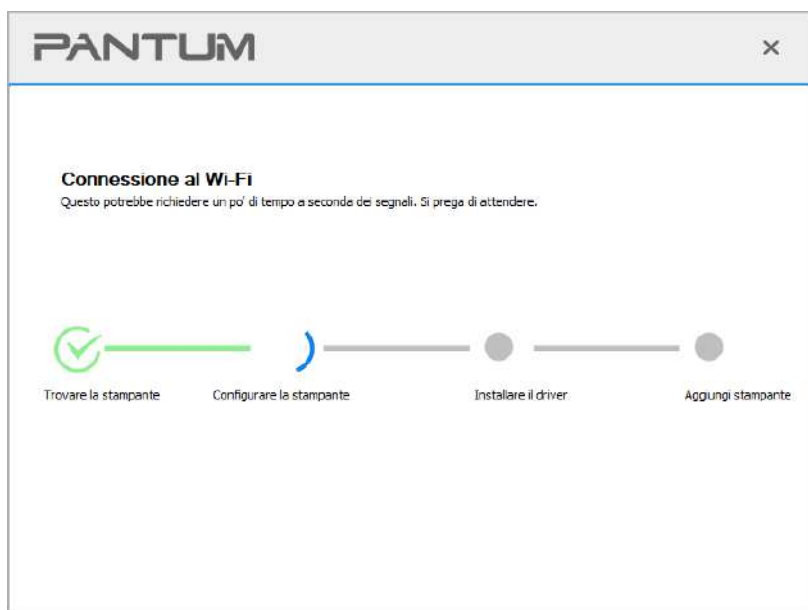 PANTUM
Connessione al Wi-Fi
Questo potrebbe richiedere un po' di tempo a seconda dei segnali. Si prega di attendere.
Trovare la stampante
Configurare la stampante
Installare il driver
Aggiungi stampante